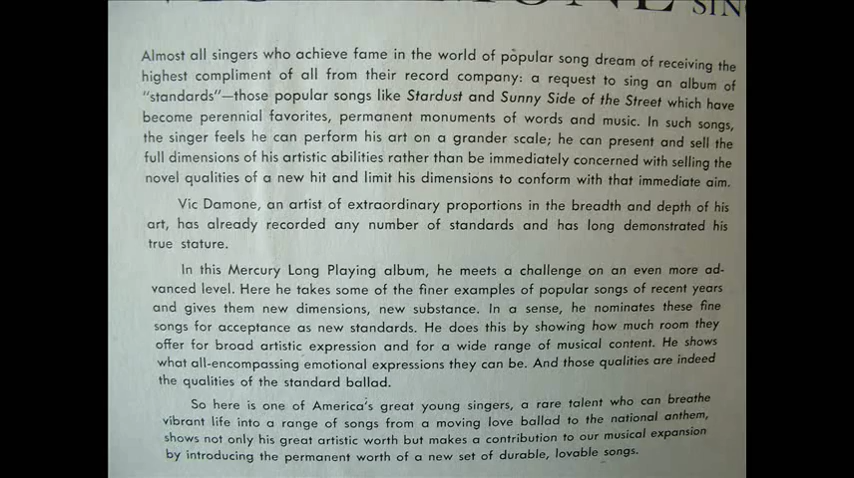 SIN
Almost all singers who achieve fame in the world of popular song dream of receiving the
highest compliment of all from their record company: a request to sing an album of
"standards"—those popular songs like Stardust and Sunny Side of the Street which have
become perennial favorites, permanent monuments of words and music. In such songs,
the singer feels he can perform his art on a grander scale; he can present and sell the
full dimensions of his artistic abilities rather than be immediately concerned with selling the
novel qualities of a new hit and limit his dimensions to conform with that immediate aim.
Vic Damone, an artist of extraordinary proportions in the breadth and depth of his
art, has already recorded any number of standards and has long demonstrated his
true stature.
In this Mercury Long Playing album, he meets a challenge on an even more ad-
vanced level. Here he takes some of the finer examples of popular songs of recent years
and gives them new dimensions, new substance. In a sense, he nominates these fine
songs for acceptance as new standards. He does this by showing how much room they
offer for broad artistic expression and for a wide range of musical content. He shows
what all-encompassing emotional expressions they can be. And those qualities are indeed
the qualities of the standard ballad.
So here is one of America's great young singers, a rare talent who can breathe
vibrant life into a range of songs from a moving love ballad to the national anthem,
shows not only his great artistic worth but makes a contribution to our musical expansion
by introducing the permanent worth of a new set of durable, lovable songs.